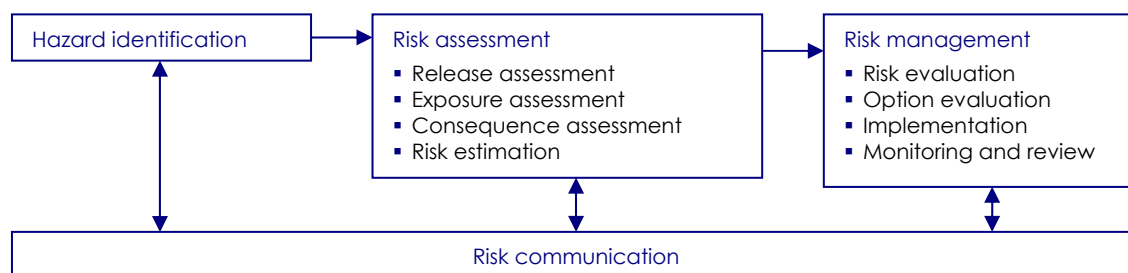 Hazard identification
Risk assessment
▪ Release assessment
▪ Exposure assessment
▪ Consequence assessment
▪ Risk estimation
Risk management
▪ Risk evaluation
▪ Option evaluation
▪ Implementation
▪ Monitoring and review
Risk communication